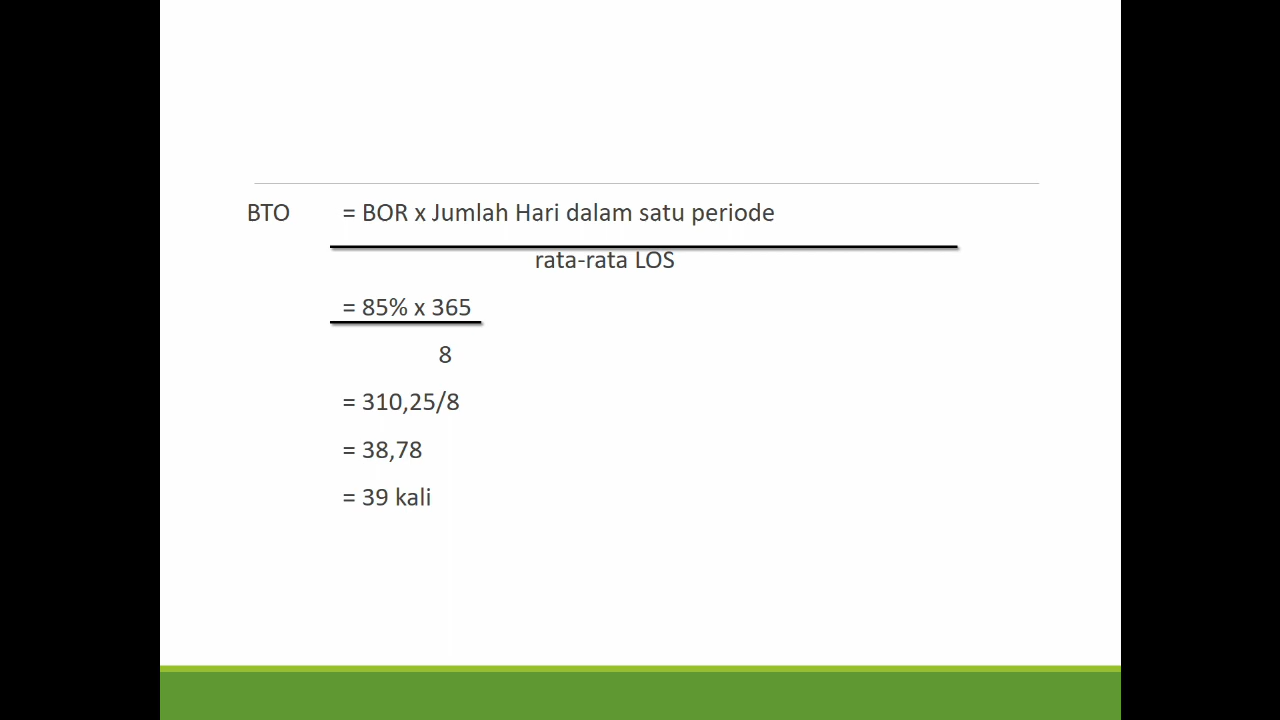 BTO = BOR x Jumlah Hari dalam satu periode
rata-rata LOS
= 85% x 365
8
= 310,25/8
= 38,78
= 39 kali